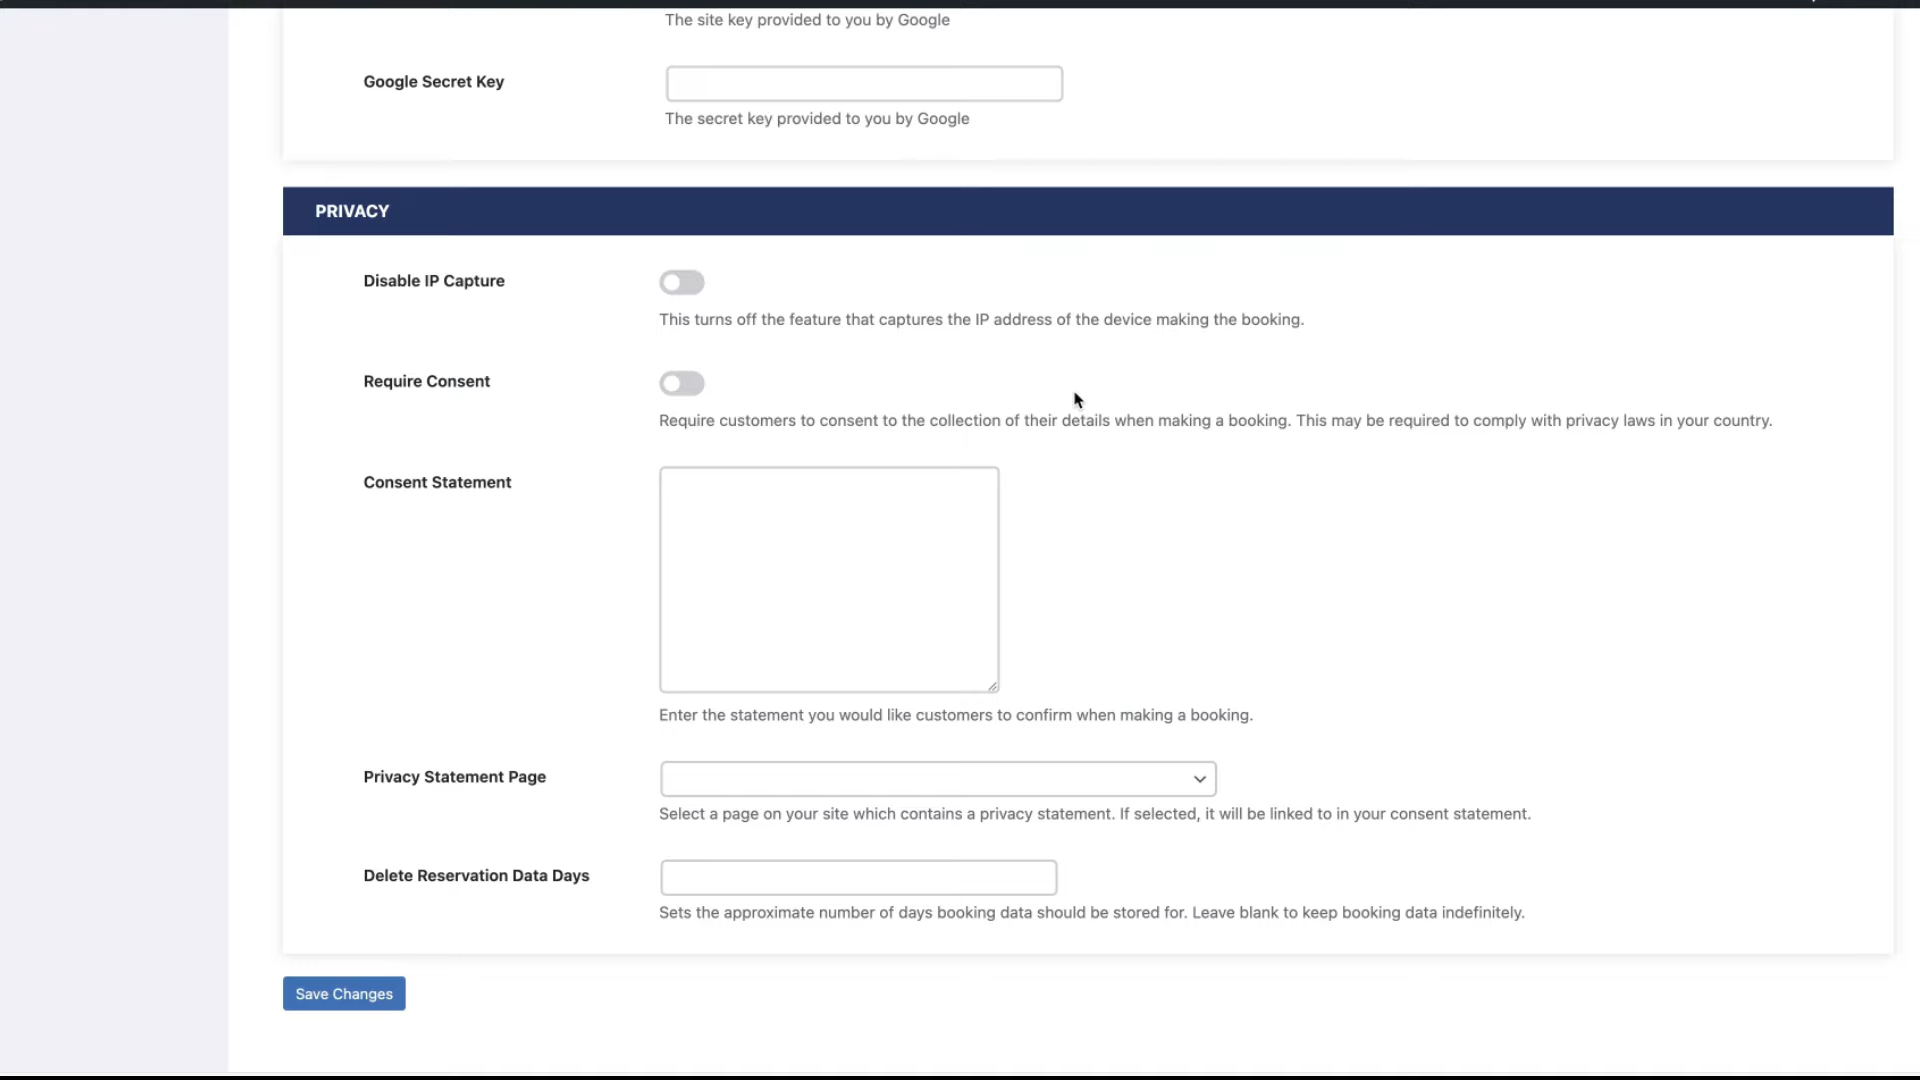 The site key provided to you by Google
Google Secret Key
The secret key provided to you by Google
PRIVACY
Disable IP Capture
This turns off the feature that captures the IP address of the device making the booking.
Require Consent
Require customers to consent to the collection of their details when making a booking. This may be required to comply with privacy laws in your country.
Consent Statement
Enter the statement you would like customers to confirm when making a booking.
Privacy Statement Page
Select a page on your site which contains a privacy statement. If selected, it will be linked to in your consent statement.
Delete Reservation Data Days
Sets the approximate number of days booking data should be stored for. Leave blank to keep booking data indefinitely.
Save Changes